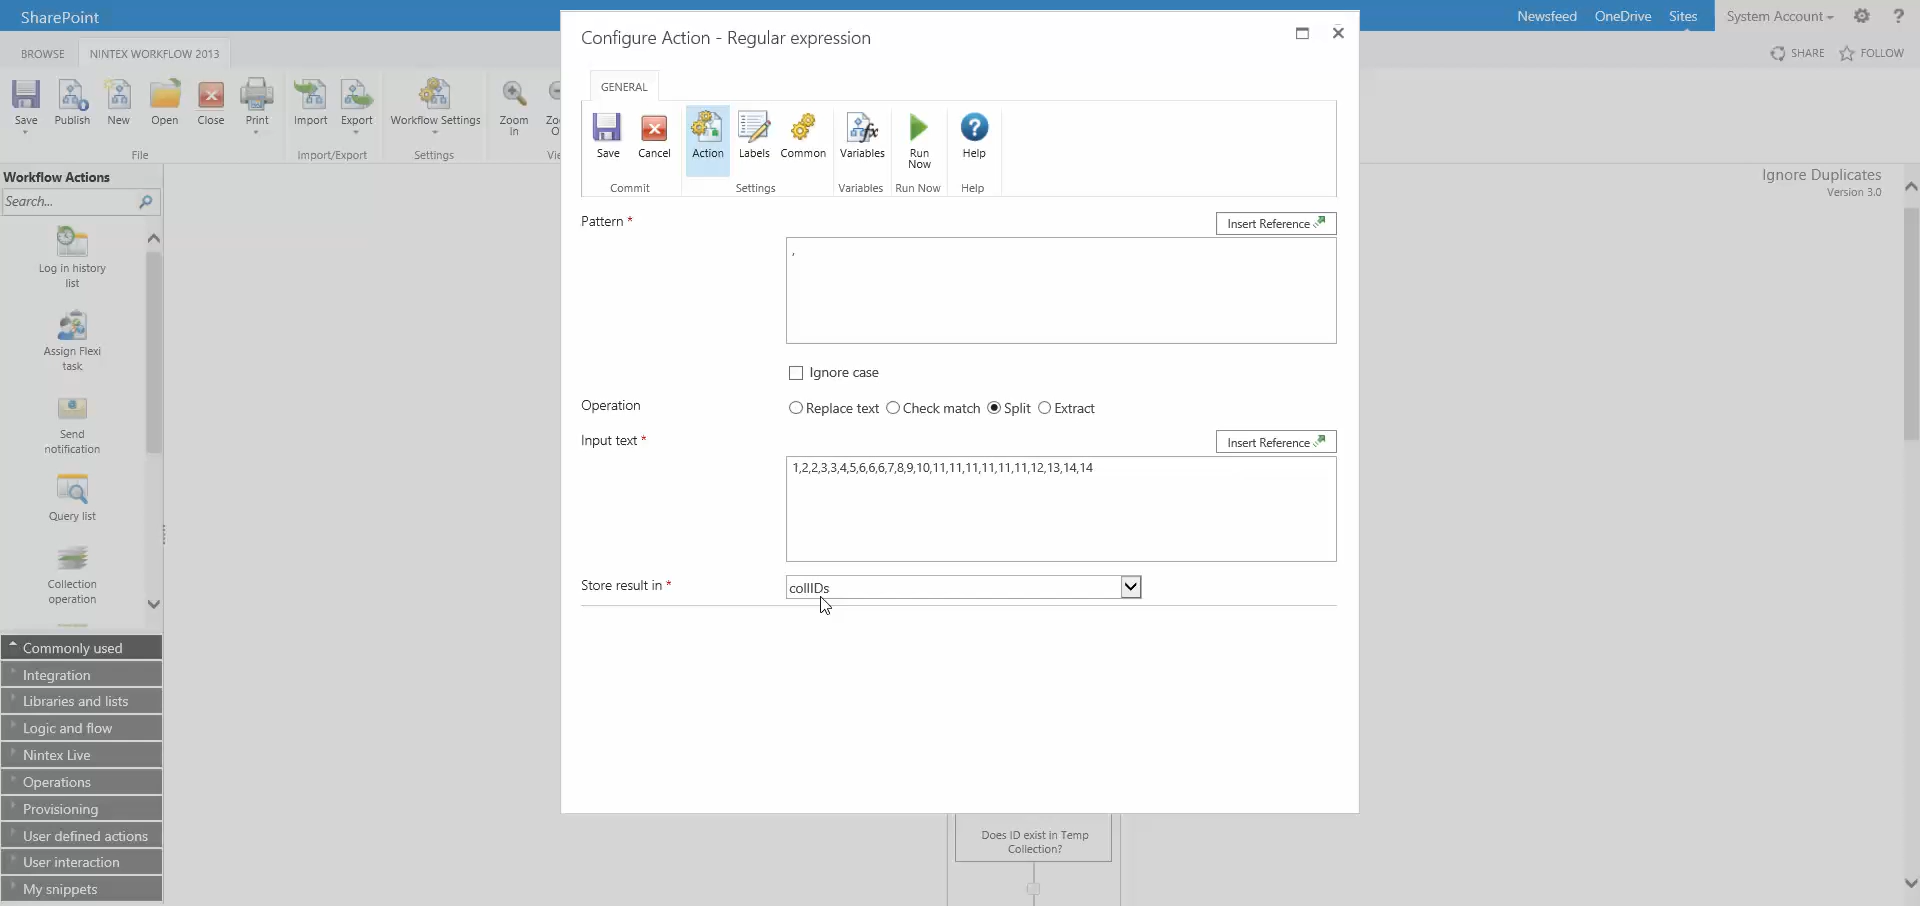 SharePoint
Newsfeed OneDrive Sites System Account ?
BROWSE NINTEX WORKFLOW 2013
SHARE FOLLOW
Save Publish New Open Close Print Import Export Workflow Settings Zoom In
File Import/Export Settings
Configure Action - Regular expression
GENERAL
Save Cancel Action Labels Common Variables Run Now Help
Commit Settings Variables Run Now Help
Workflow Actions
Search...
Ignore Duplicates
Version 3.0
Log in history list
Assign Flexi task
Send notification
Query list
Collection operation
Commonly used
Integration
Libraries and lists
Logic and flow
Nintex Live
Operations
Provisioning
User defined actions
User interaction
My snippets
Pattern *
Insert Reference
,
Ignore case
Operation
Replace text Check match Split Extract
Input text *
Insert Reference
1,2,2,3,3,4,5,6,6,6,7,8,9,10,11,11,11,11,11,11,12,13,14,14
Store result in *
collIDs
Does ID exist in Temp
Collection?